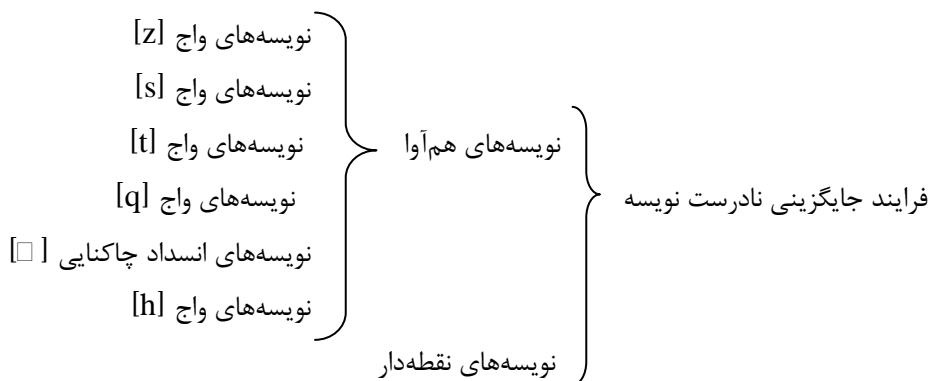 نویسه‌های واج [z]
نویسه‌های واج [s]
نویسه‌های هم‌آوا
نویسه‌های واج [t]
فرایند جایگزینی نادرست نویسه
نویسه‌های واج [q]
نویسه‌های انسداد چاکنایی [□]
نویسه‌های واج [h]
نویسه‌های نقطه‌دار